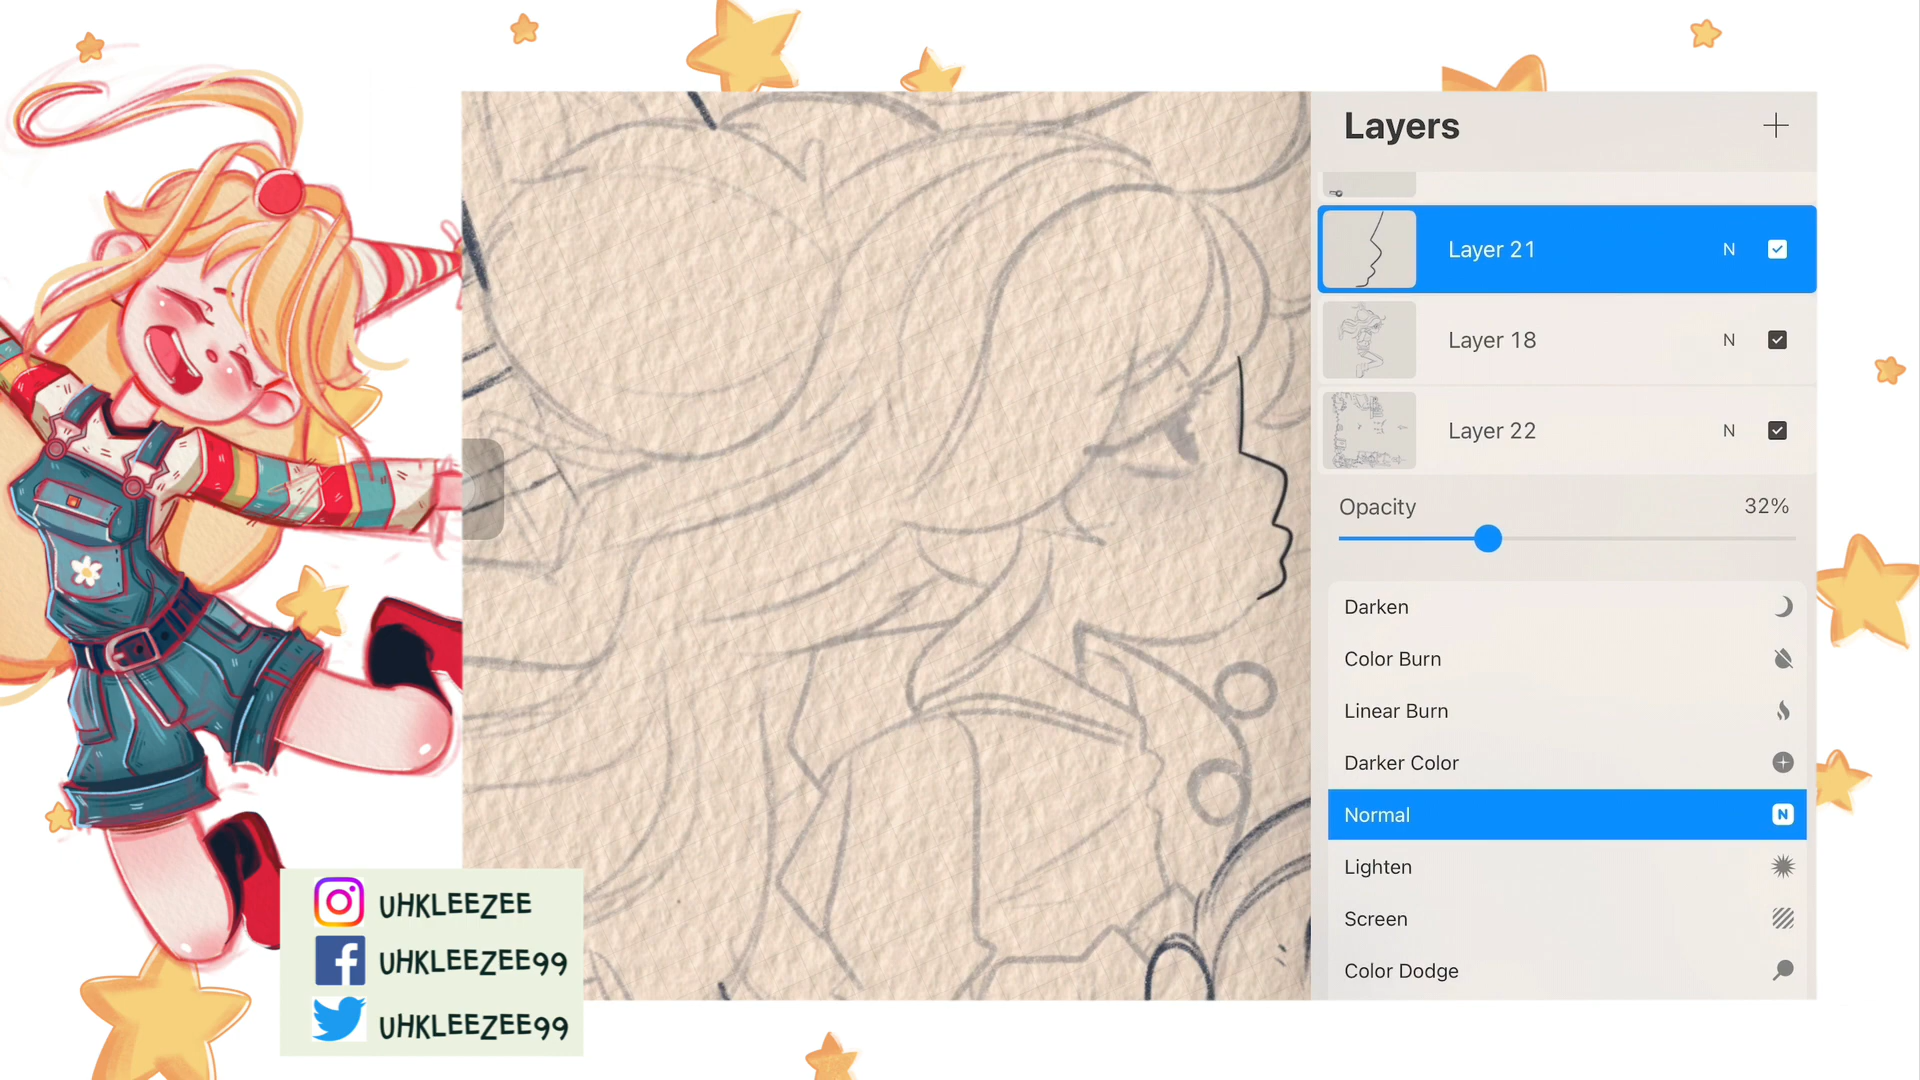 Layers
Layer 21 N
Layer 18 N
Layer 22 N
Opacity 32%
Darken
Color Burn
Linear Burn
Darker Color
Normal N
Lighten
Screen
Color Dodge
UHKLEEZEE
UHKLEEZEE99
UHKLEEZEE99